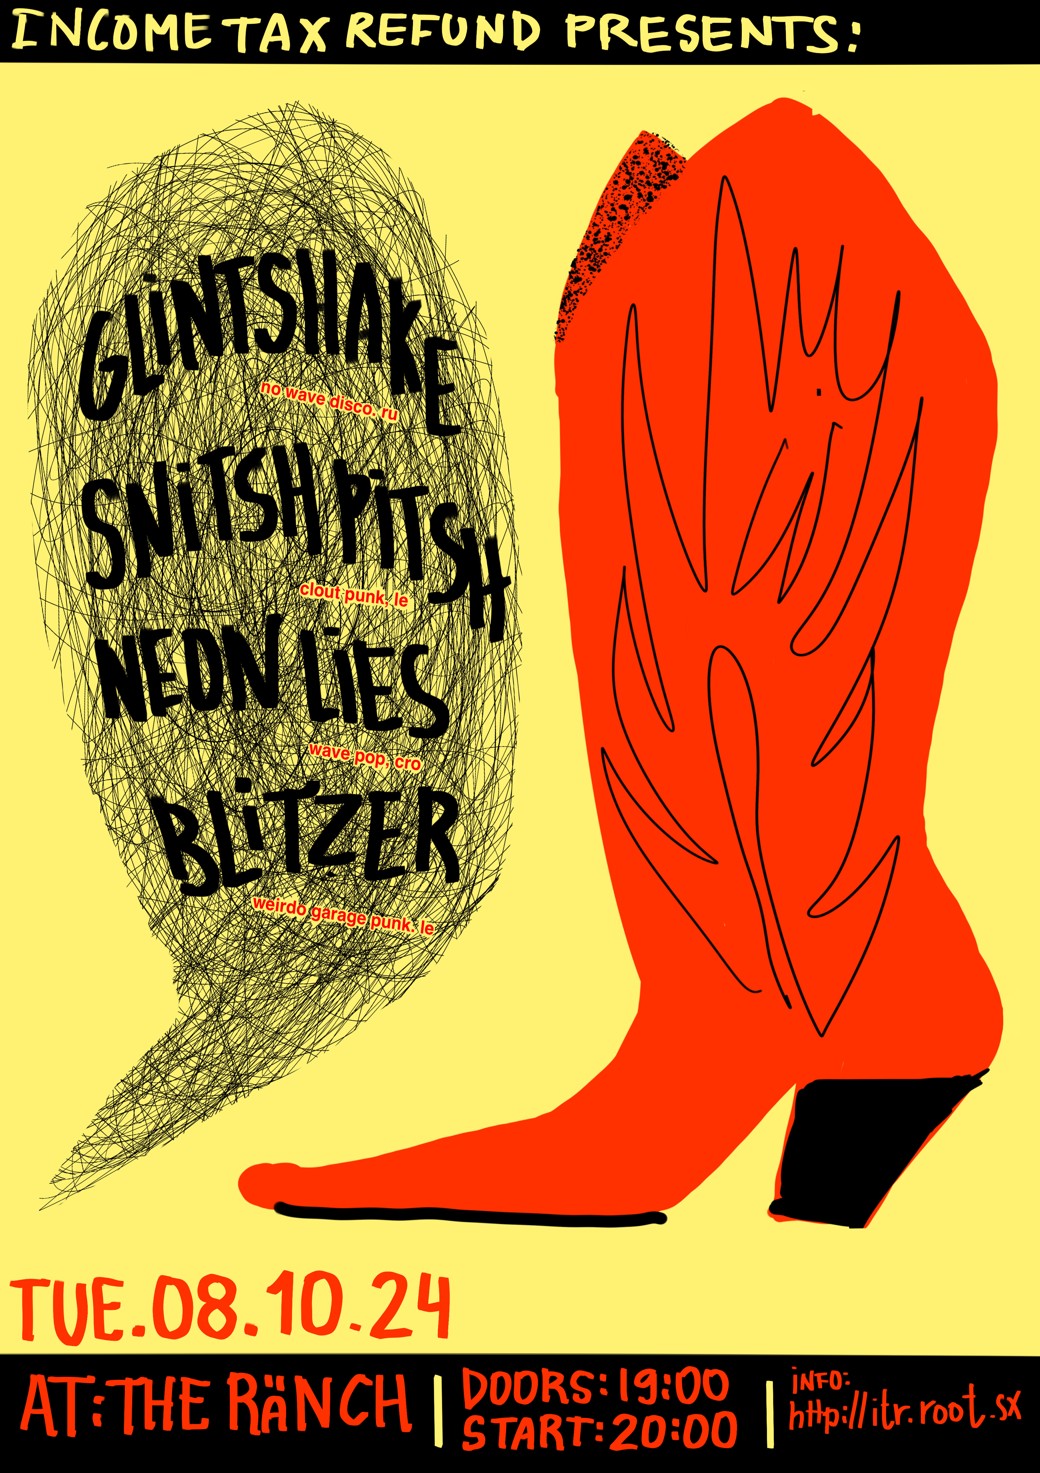 INCOME TAX REFUND PRESENTS:
GLiNTSHAKE
no wave disco. ru
SNiTSH PiTSH
clout punk, le
NEON LiES
wave pop, cro
BLiTZER
weirdo garage punk. le
TUE.08.10.24
AT: THE RÄNCH
DOORS: 19:00
START: 20:00
iNFO:
http://itr.root.sx